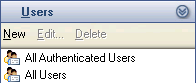 Users
New Edit... Delete
All Authenticated Users
All Users